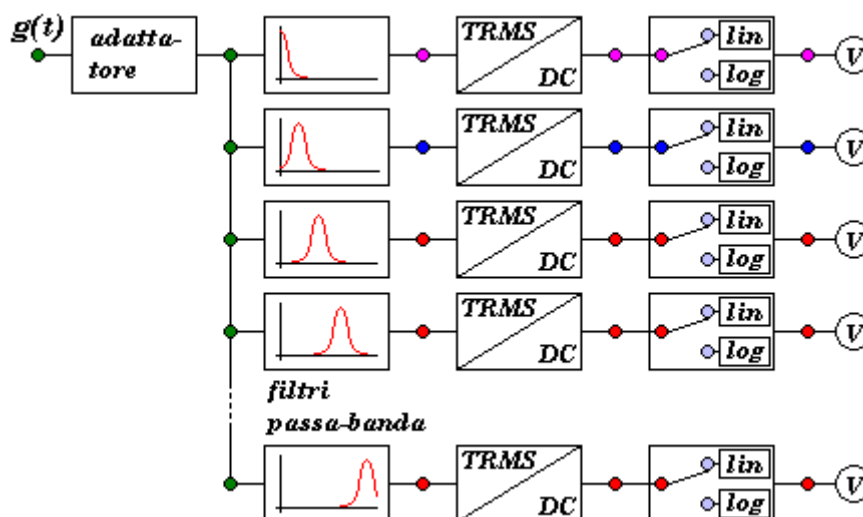 g(t)
adatta-
tore
TRMS
DC
lin
log
V
TRMS
DC
lin
log
V
TRMS
DC
lin
log
V
TRMS
DC
lin
log
V
filtri
passa-banda
TRMS
DC
lin
log
V